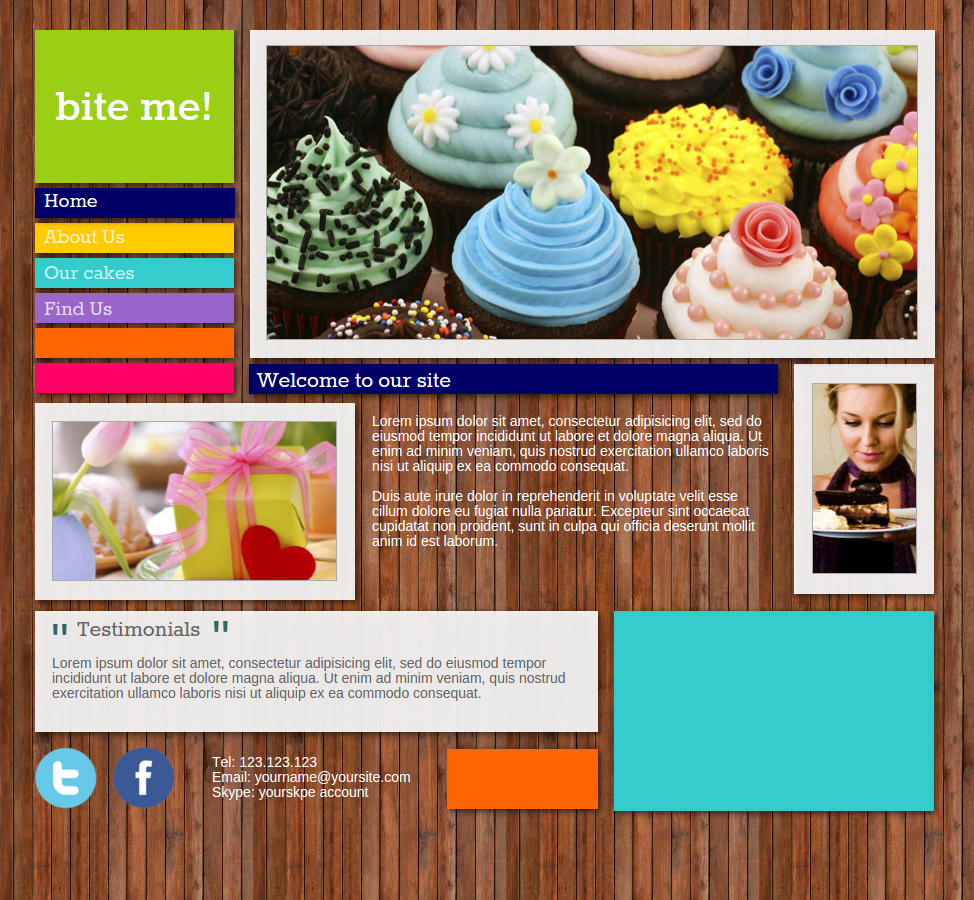 bite me!
Home
About Us
Our cakes
Find Us
Welcome to our site
Lorem ipsum dolor sit amet, consectetur adipisicing elit, sed do
eiusmod tempor incididunt ut labore et dolore magna aliqua. Ut
enim ad minim veniam, quis nostrud exercitation ullamco laboris
nisi ut aliquip ex ea commodo consequat.
Duis aute irure dolor in reprehenderit in voluptate velit esse
cillum dolore eu fugiat nulla pariatur. Excepteur sint occaecat
cupidatat non proident, sunt in culpa qui officia deserunt mollit
anim id est laborum.
" Testimonials "
Lorem ipsum dolor sit amet, consectetur adipisicing elit, sed do eiusmod tempor
incididunt ut labore et dolore magna aliqua. Ut enim ad minim veniam, quis nostrud
exercitation ullamco laboris nisi ut aliquip ex ea commodo consequat.
t f
Tel: 123.123.123
Email: yourname@yoursite.com
Skype: yourskpe account